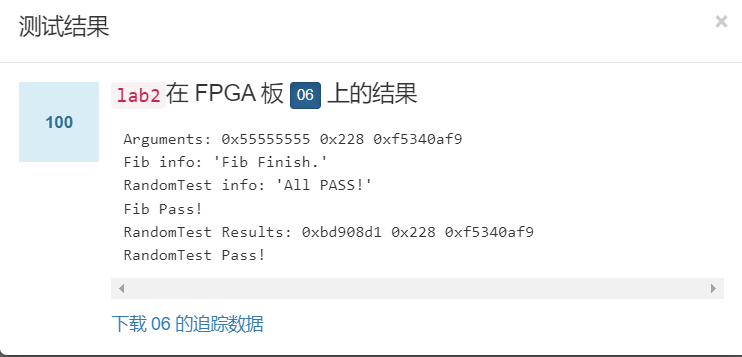 测试结果
×
100
lab2在 FPGA 板 06 上的结果
Arguments: 0x55555555 0x228 0xf5340af9
Fib info: 'Fib Finish.'
RandomTest info: 'All PASS!'
Fib Pass!
RandomTest Results: 0xbd908d1 0x228 0xf5340af9
RandomTest Pass!
下载 06 的追踪数据